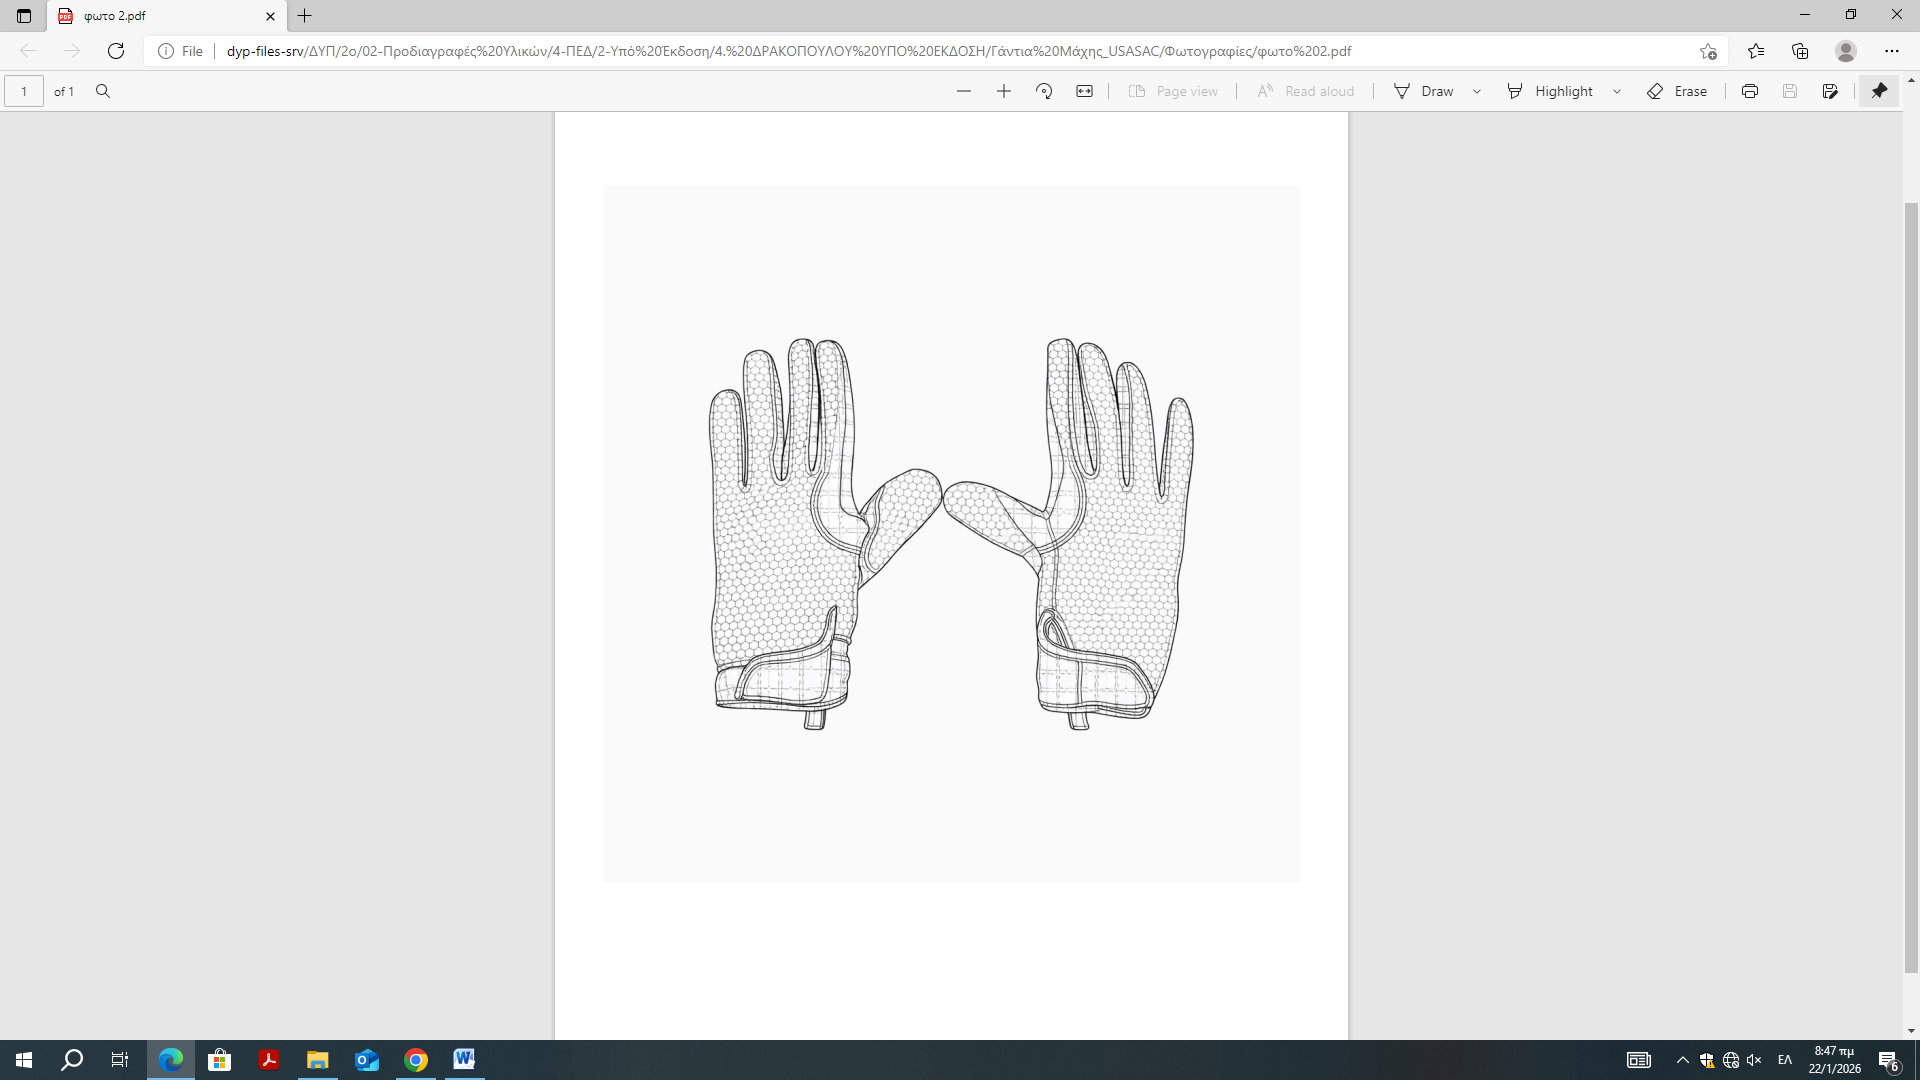 φωτο 2.pdf
File
dyp-files-srv/ΔΥΠ/2ο/02-Προδιαγραφές%20Υλικών/4-ΠΕΔ/2-Υπό%20Έκδοση/4.%20ΔΡΑΚΟΠΟΥΛΟΥ%20ΥΠΟ%20ΕΚΔΟΣΗ/Γάντια%20Μάχης_USASAC/Φωτογραφίες/φωτο%202.pdf
1 of 1 Page view Read aloud Draw Highlight Erase
ΕΛ
8:47 πμ
22/1/2026
6